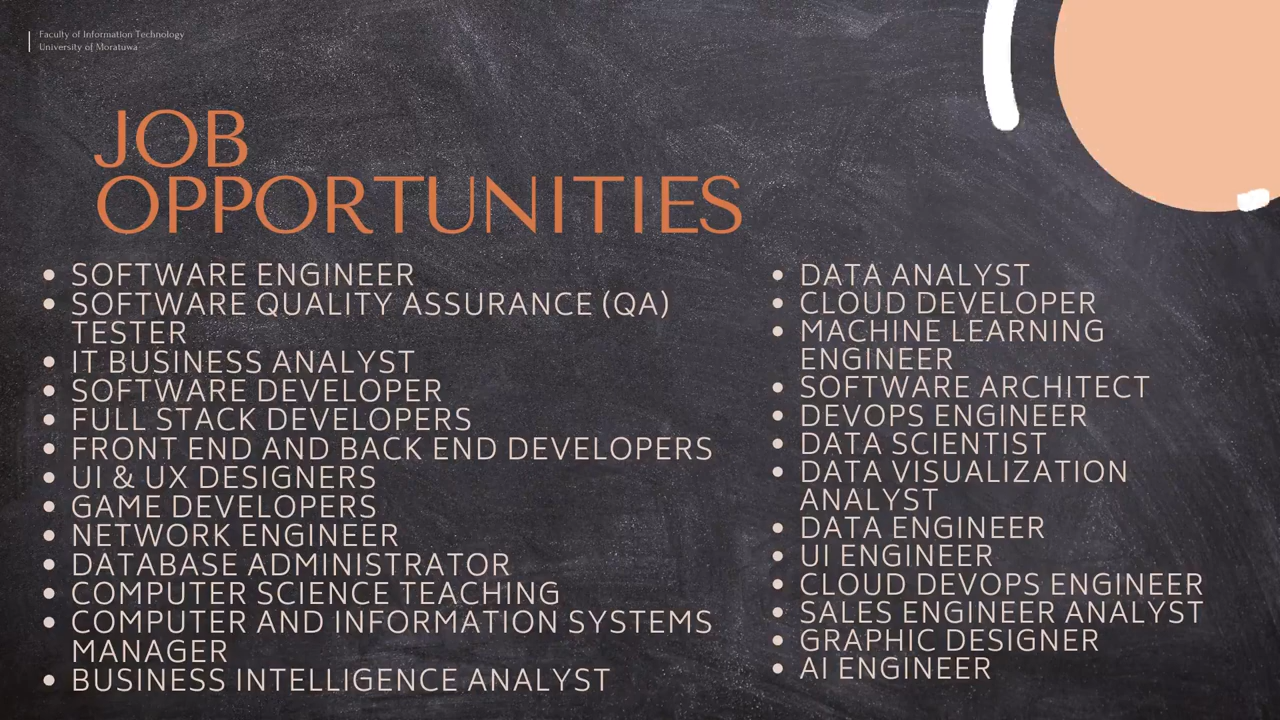 Faculty of Information Technology
University of Moratuwa
JOB
OPPORTUNITIES
SOFTWARE ENGINEER
SOFTWARE QUALITY ASSURANCE (QA)
TESTER
IT BUSINESS ANALYST
SOFTWARE DEVELOPER
FULL STACK DEVELOPERS
FRONT END AND BACK END DEVELOPERS
UI & UX DESIGNERS
GAME DEVELOPERS
NETWORK ENGINEER
DATABASE ADMINISTRATOR
COMPUTER SCIENCE TEACHING
COMPUTER AND INFORMATION SYSTEMS
MANAGER
BUSINESS INTELLIGENCE ANALYST
DATA ANALYST
CLOUD DEVELOPER
MACHINE LEARNING
ENGINEER
SOFTWARE ARCHITECT
DEVOPS ENGINEER
DATA SCIENTIST
DATA VISUALIZATION
ANALYST
DATA ENGINEER
UI ENGINEER
CLOUD DEVOPS ENGINEER
SALES ENGINEER ANALYST
GRAPHIC DESIGNER
AI ENGINEER